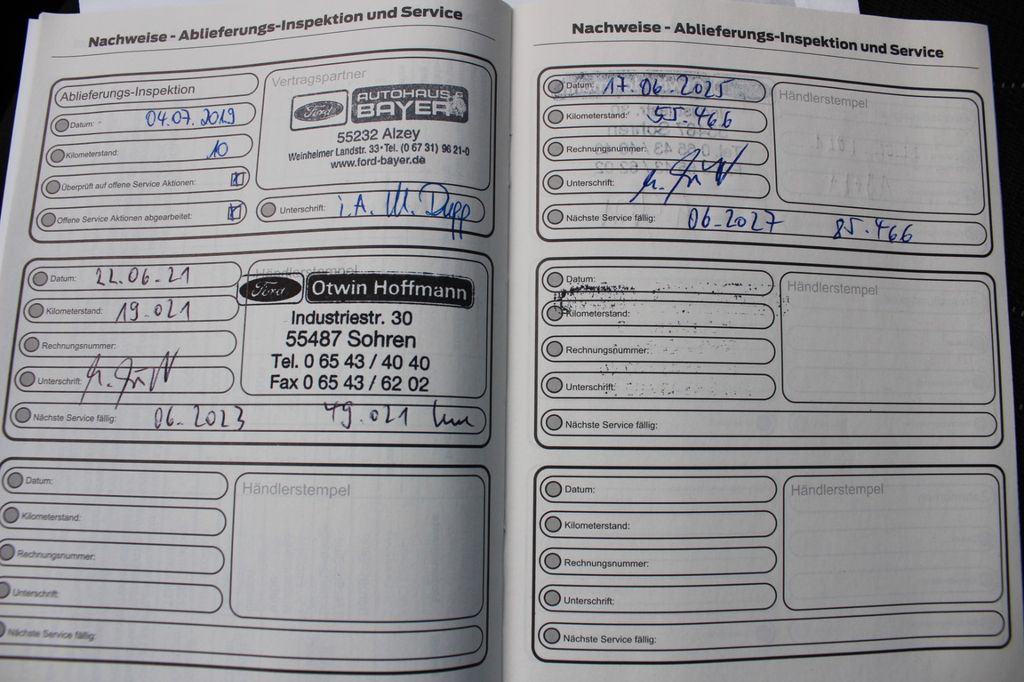 Nachweise - Ablieferungs-Inspektion und Service
Ablieferungs-Inspektion
Datum: 04.07.2019
Kilometerstand: 10
Überprüft auf offene Service Aktionen:
Offene Service Aktionen abgearbeitet:
Vertragspartner
Ford AUTOHAUS BAYER
55232 Alzey
Weinheimer Landstr. 33 • Tel. (0 67 31) 96 21-0
www.ford-bayer.de
Unterschrift: i.A. M. Dupp
Datum: 22.06.21
Kilometerstand: 19.021
Rechnungsnummer:
Unterschrift:
Händlerstempel
Ford Otwin Hoffmann
Industriestr. 30
55487 Sohren
Tel. 0 65 43 / 40 40
Fax 0 65 43 / 62 02
Nächste Service fällig: 06.2023 49.021 km
Datum:
Kilometerstand:
Rechnungsnummer:
Unterschrift:
Händlerstempel
Nächste Service fällig:
Nachweise - Ablieferungs-Inspektion und Service
Datum: 17.06.2025
Kilometerstand: 55.466
Rechnungsnummer:
Unterschrift:
Händlerstempel
Nächste Service fällig: 06-2027 85.466
Datum:
Kilometerstand:
Rechnungsnummer:
Unterschrift:
Händlerstempel
Nächste Service fällig:
Datum:
Kilometerstand:
Rechnungsnummer:
Unterschrift:
Händlerstempel
Nächste Service fällig: